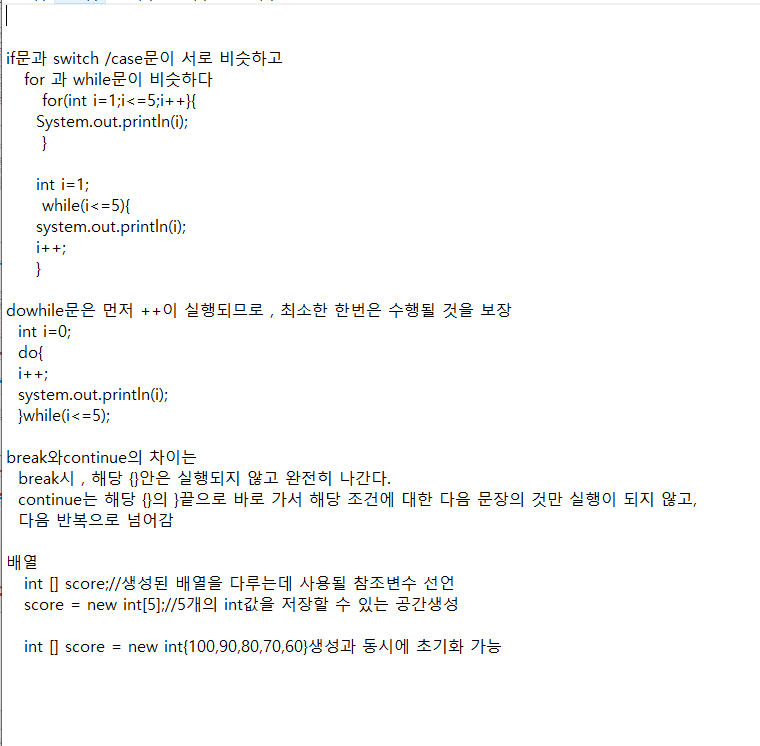 if문과 switch /case문이 서로 비슷하고
for 과 while문이 비슷하다
for(int i=1;i<=5;i++){
System.out.println(i);
}
int i=1;
while(i<=5){
system.out.println(i);
i++;
}
dowhile문은 먼저 ++이 실행되므로 , 최소한 한번은 수행될 것을 보장
int i=0;
do{
i++;
system.out.println(i);
}while(i<=5);
break와continue의 차이는
break시 , 해당 {}안은 실행되지 않고 완전히 나간다.
continue는 해당 {}의 }끝으로 바로 가서 해당 조건에 대한 다음 문장의 것만 실행이 되지 않고,
다음 반복으로 넘어감
배열
int [] score;//생성된 배열을 다루는데 사용될 참조변수 선언
score = new int[5];//5개의 int값을 저장할 수 있는 공간생성
int [] score = new int{100,90,80,70,60}생성과 동시에 초기화 가능